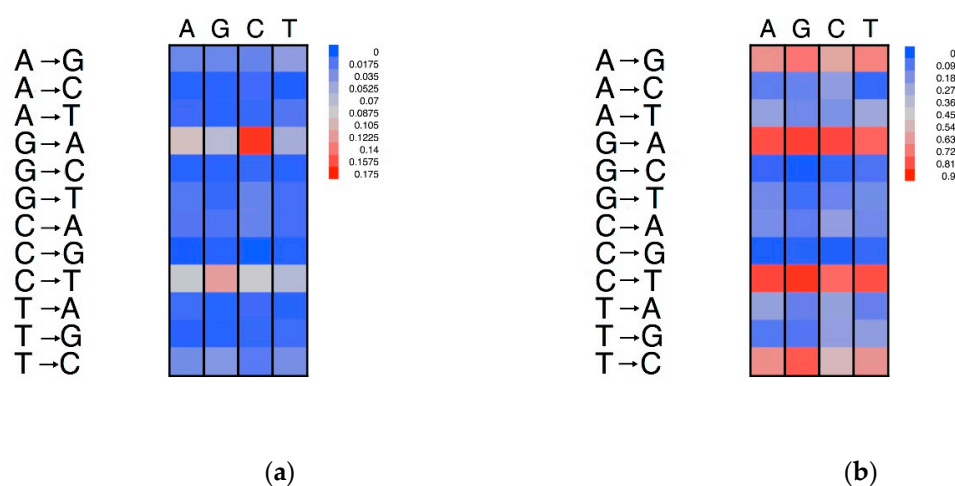 A G C T
A→G
A→C
A→T
G→A
G→C
G→T
C→A
C→G
C→T
T→A
T→G
T→C
0
0.0175
0.035
0.0525
0.07
0.0875
0.105
0.1225
0.14
0.1575
0.175
(a)
A G C T
A→G
A→C
A→T
G→A
G→C
G→T
C→A
C→G
C→T
T→A
T→G
T→C
0
0.09
0.18
0.27
0.36
0.45
0.54
0.63
0.72
0.81
0.9
(b)